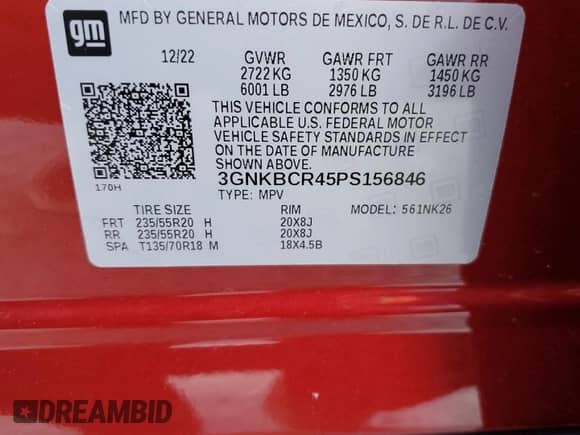 gm
MFD BY GENERAL MOTORS DE MEXICO, S. DE R.L. DE C.V.
12/22 GVWR GAWR FRT GAWR RR
2722 KG 1350 KG 1450 KG
6001 LB 2976 LB 3196 LB
THIS VEHICLE CONFORMS TO ALL
APPLICABLE U.S. FEDERAL MOTOR
VEHICLE SAFETY STANDARDS IN EFFECT
ON THE DATE OF MANUFACTURE
SHOWN ABOVE.
170H
3GNKBCR45PS156846
TYPE: MPV
TIRE SIZE RIM MODEL: 561NK26
FRT 235/55R20 H 20X8J
RR 235/55R20 H 20X8J
SPA T135/70R18 M 18X4.5B
DREAMBID